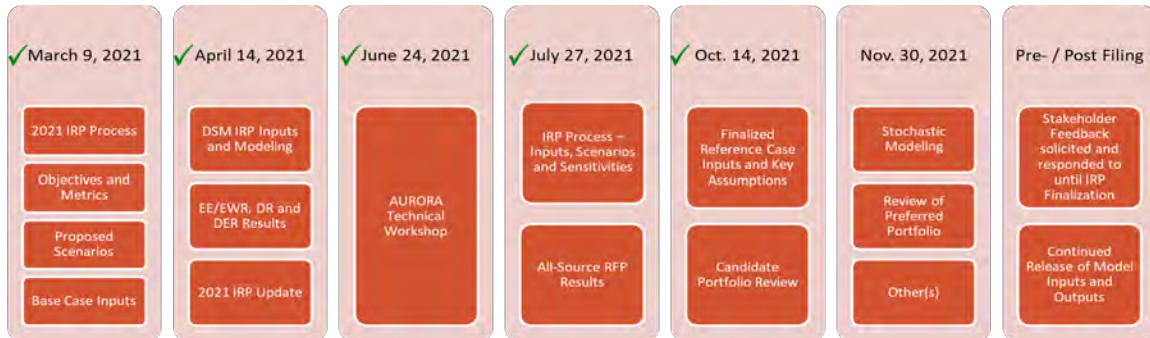 March 9, 2021
2021 IRP Process
Objectives and
Metrics
Proposed
Scenarios
Base Case Inputs
April 14, 2021
DSM IRP Inputs
and Modeling
EE/EWR, DR and
DER Results
2021 IRP Update
June 24, 2021
AURORA
Technical
Workshop
July 27, 2021
IRP Process –
Inputs, Scenarios
and Sensitivities
All-Source RFP
Results
Oct. 14, 2021
Finalized
Reference Case
Inputs and Key
Assumptions
Candidate
Portfolio Review
Nov. 30, 2021
Stochastic
Modeling
Review of
Preferred
Portfolio
Other(s)
Pre- / Post Filing
Stakeholder
Feedback
solicited and
responded to
until IRP
Finalization
Continued
Release of Model
Inputs and
Outputs